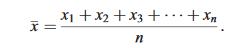 x̄ = x₁ + x₂ + x₃ + ··· + xₙ / n .